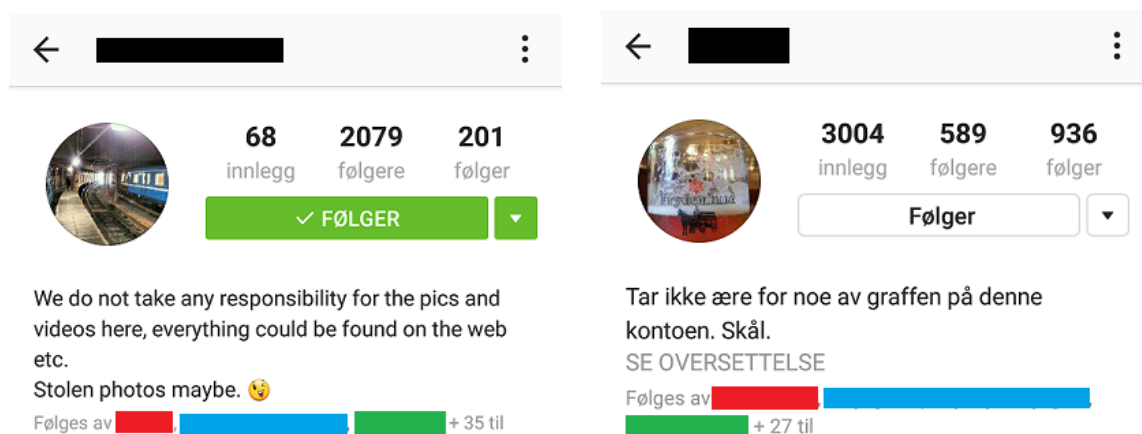 68
2079
201
innlegg
følgere
følger
✓ FØLGER
We do not take any responsibility for the pics and
videos here, everything could be found on the web
etc.
Stolen photos maybe. 😜
Følges av , , + 35 til
3004
589
936
innlegg
følgere
følger
Følger
Tar ikke ære for noe av graffen på denne
kontoen. Skål.
SE OVERSETTELSE
Følges av , ,
+ 27 til